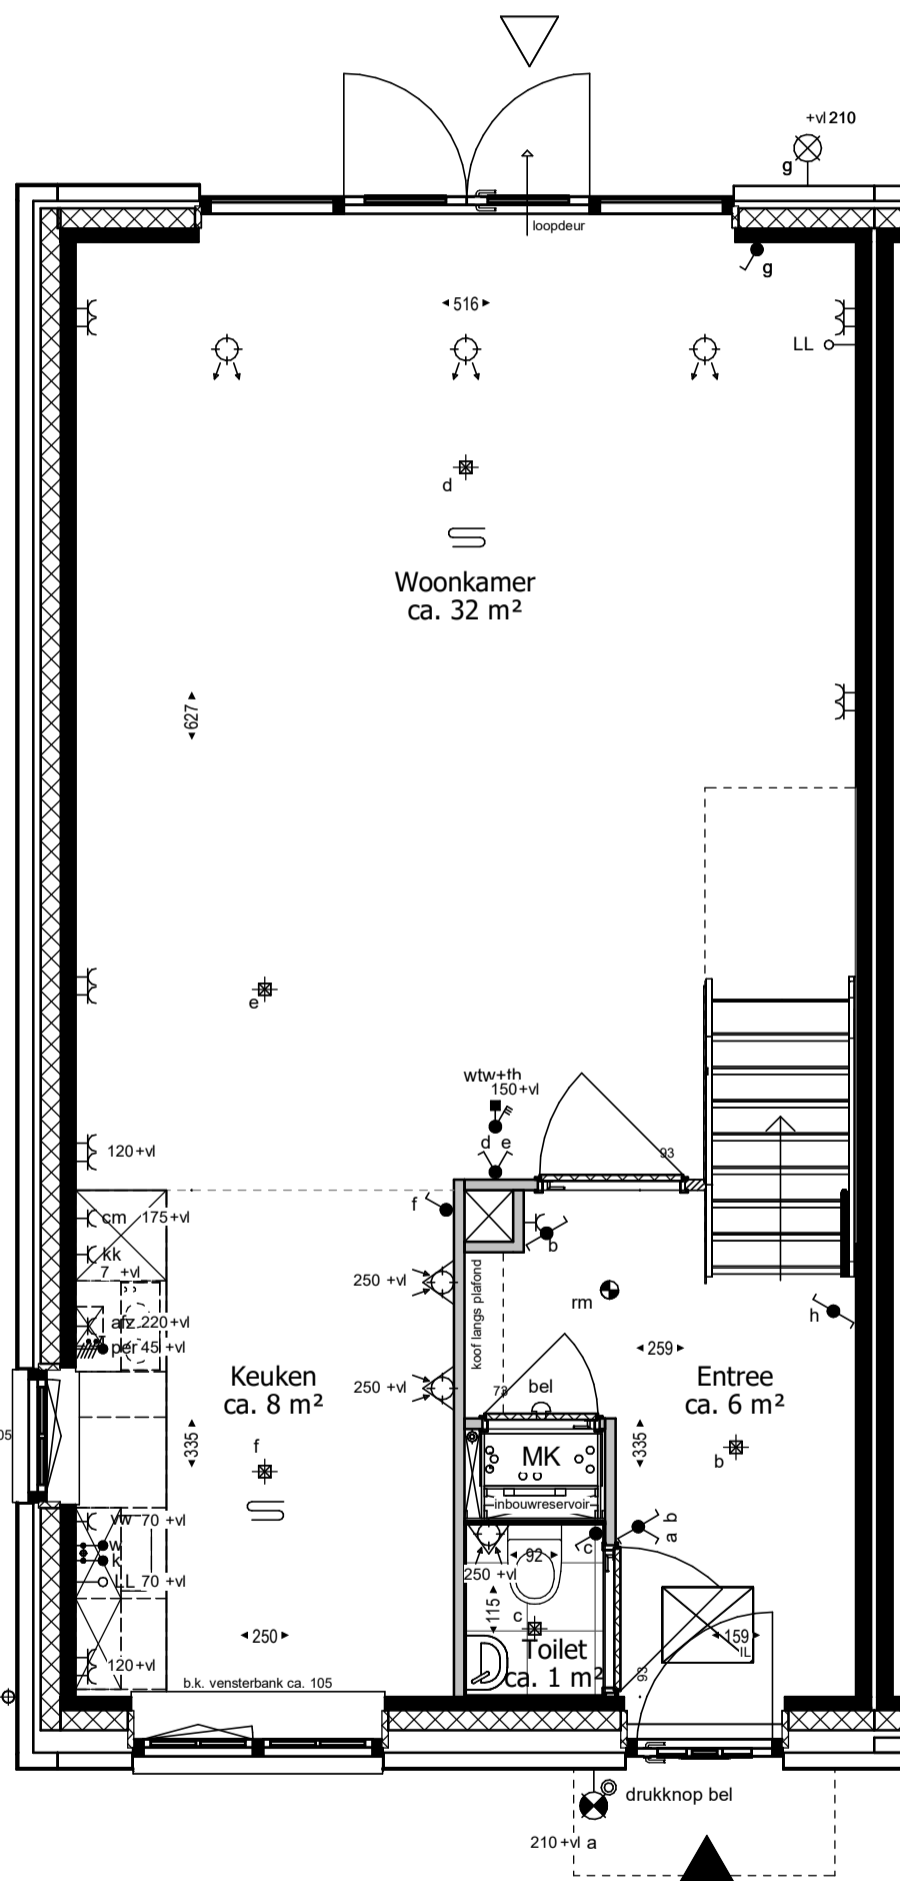 +vl 210
g
loopdeur
g
516
LL
d
Woonkamer
ca. 32 m²
627
e
wtw+th
150+vl
d e
93
120+vl
f
cm 175+vl
b
kk
7 +vl
250 +vl
koof langs plafond
rm
h
afz. 220+vl
per 45 +vl
259
Keuken
ca. 8 m²
250 +vl
73
bel
Entree
ca. 6 m²
05
335
f
MK
335
b
inbouwreservoir
vw 70 +vl
w
k
c
b
a
92
250 +vl
LL 70 +vl
115
c
250
159
IL
Toilet
ca. 1 m²
120+vl
93
b.k. vensterbank ca. 105
drukknop bel
210 +vl a